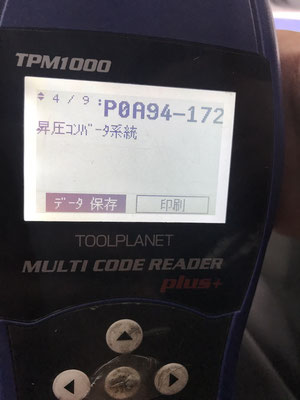 TPM1000
4/9:P0A94-172
昇圧コンバータ系統
データ 保存
印刷
TOOLPLANET
MULTI CODE READER
plus+